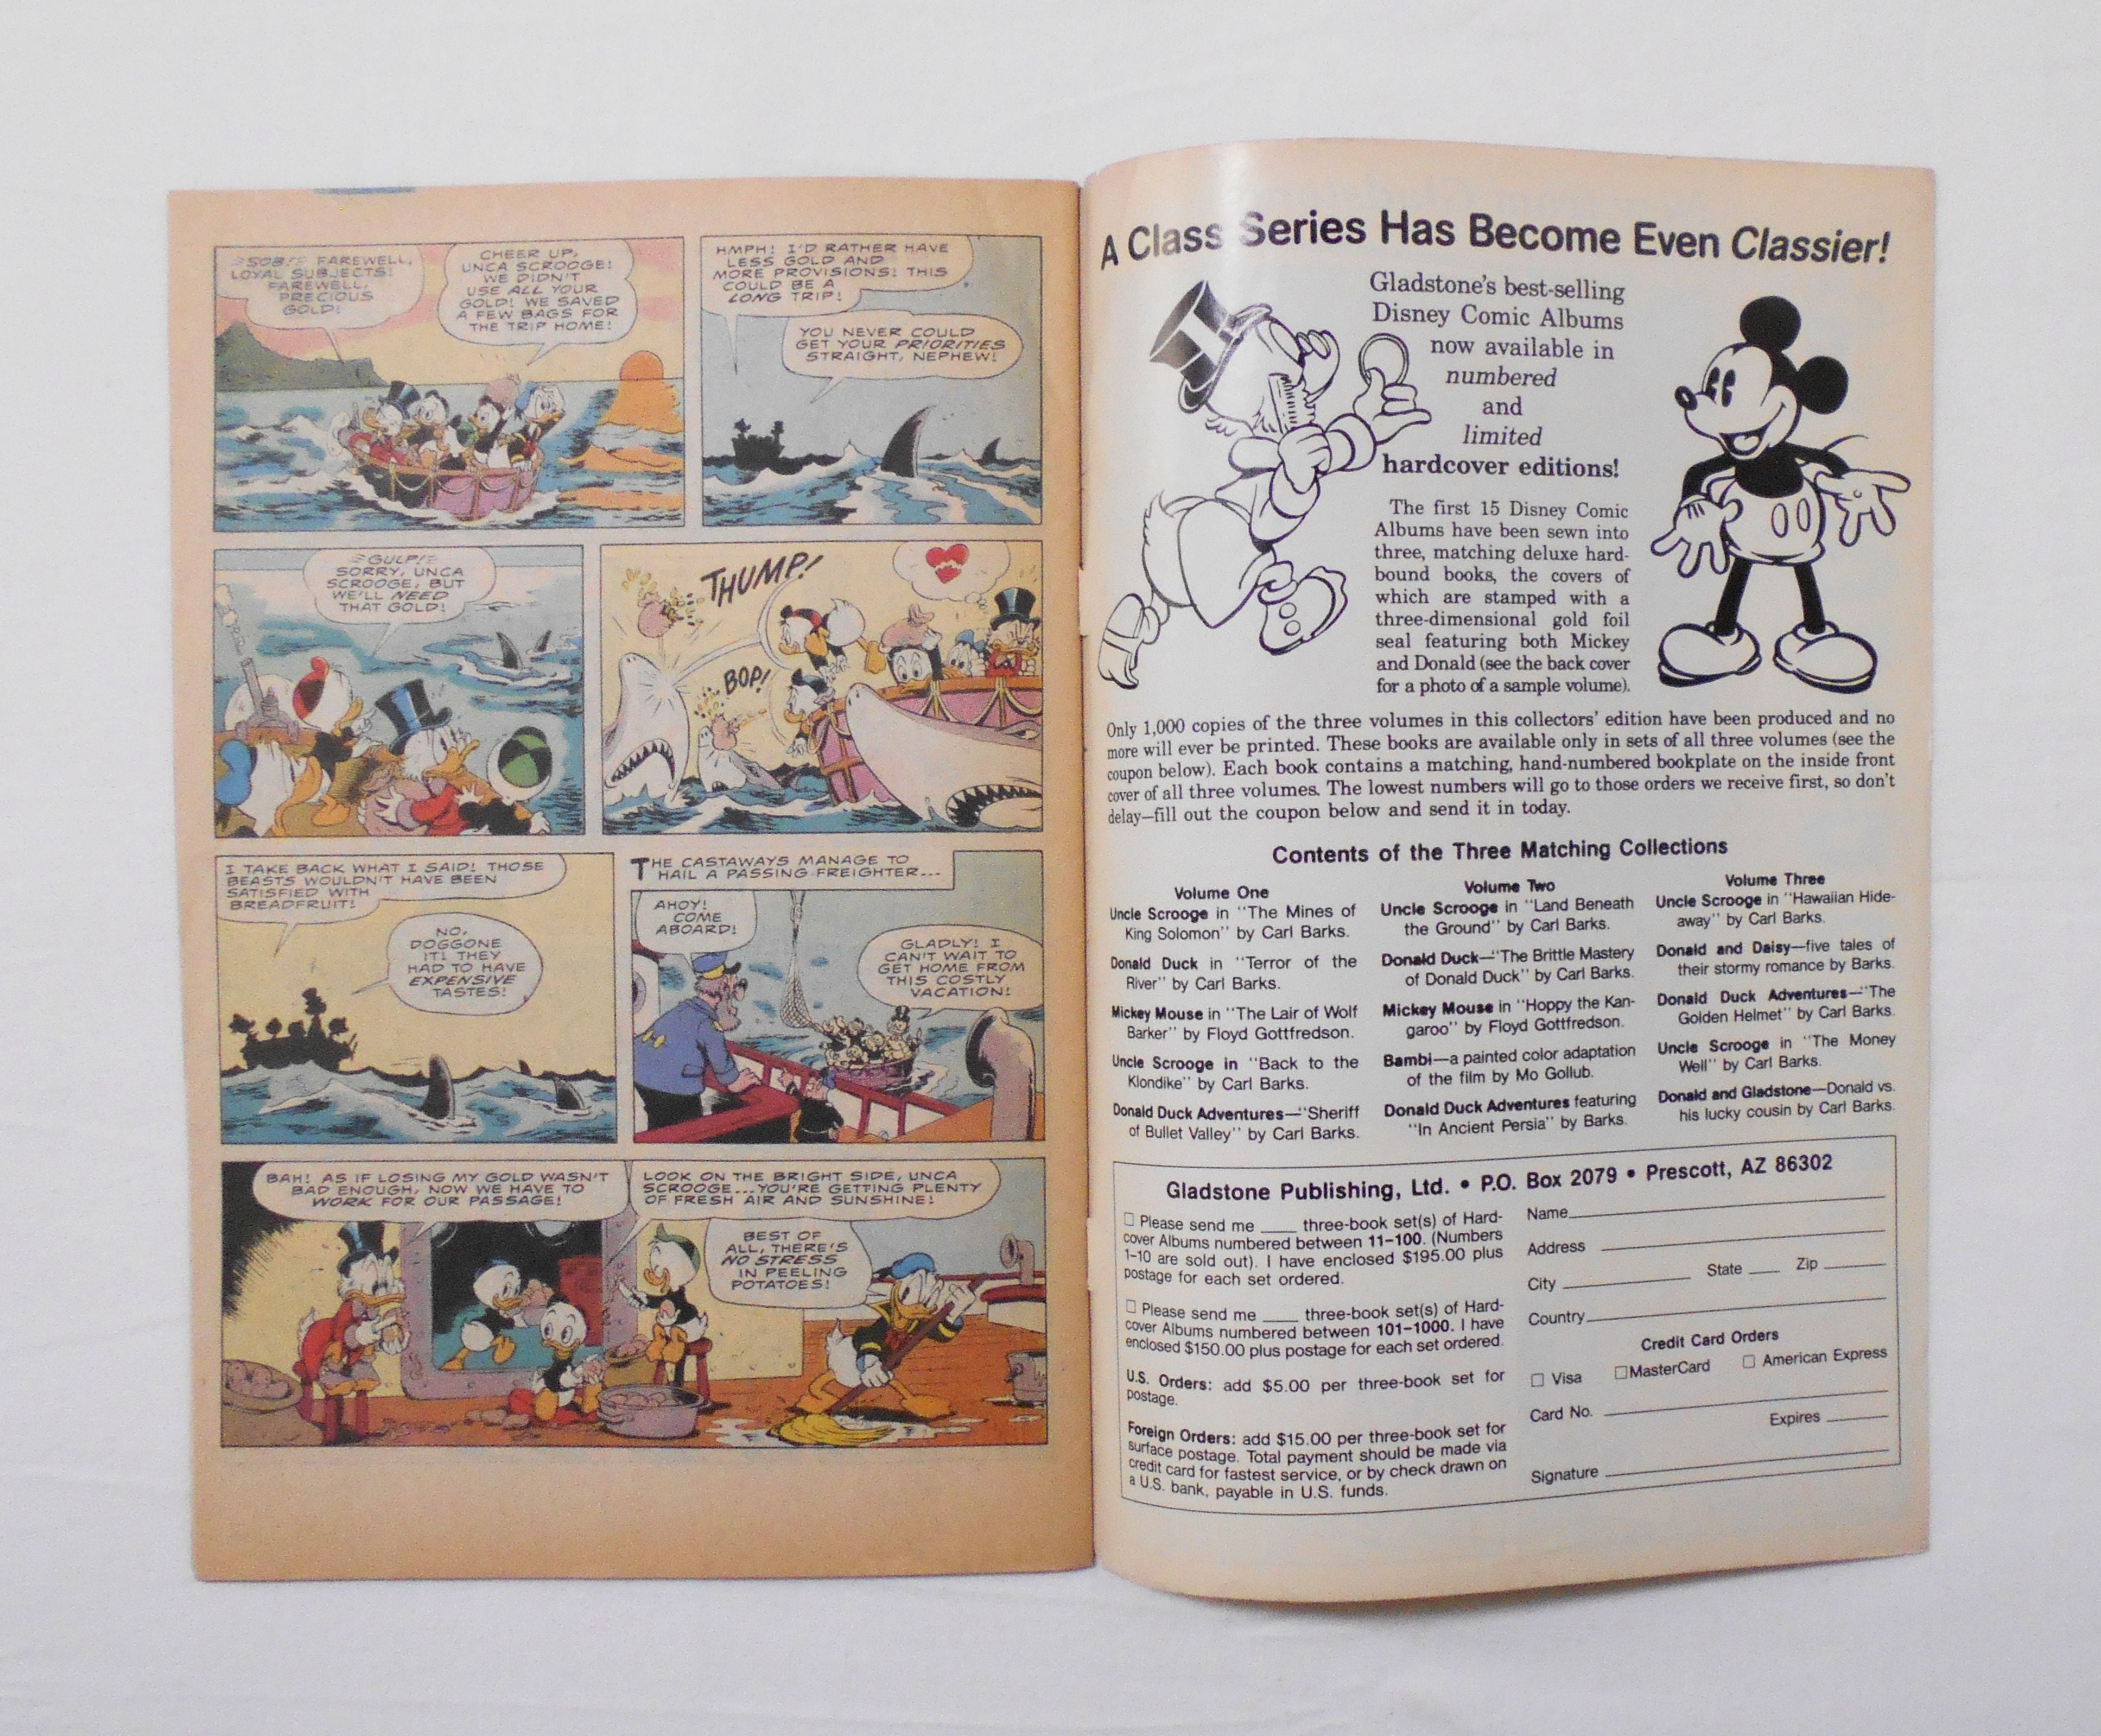 ÷SOB!÷ FAREWELL,
LOYAL SUBJECTS!
FAREWELL,
PRECIOUS
GOLD!
CHEER UP,
UNCA SCROOGE!
WE DIDN'T
USE ALL YOUR
GOLD! WE SAVED
A FEW BAGS FOR
THE TRIP HOME!
HMPH! I'D RATHER HAVE
LESS GOLD AND
MORE PROVISIONS! THIS
COULD BE A
LONG TRIP!
YOU NEVER COULD
GET YOUR PRIORITIES
STRAIGHT, NEPHEW!
÷GULP!÷
SORRY, UNCA
SCROOGE, BUT
WE'LL NEED
THAT GOLD!
THUMP!
BOP!
I TAKE BACK WHAT I SAID! THOSE
BEASTS WOULDN'T HAVE BEEN
SATISFIED WITH
BREADFRUIT!
NO,
DOGGONE
IT! THEY
HAD TO HAVE
EXPENSIVE
TASTES!
THE CASTAWAYS MANAGE TO
HAIL A PASSING FREIGHTER...
AHOY!
COME
ABOARD!
GLADLY! I
CAN'T WAIT TO
GET HOME FROM
THIS COSTLY
VACATION!
BAH! AS IF LOSING MY GOLD WASN'T
BAD ENOUGH, NOW WE HAVE TO
WORK FOR OUR PASSAGE!
LOOK ON THE BRIGHT SIDE, UNCA
SCROOGE...YOU'RE GETTING PLENTY
OF FRESH AIR AND SUNSHINE!
BEST OF
ALL, THERE'S
NO STRESS
IN PEELING
POTATOES!
A Class Series Has Become Even Classier!
Gladstone's best-selling
Disney Comic Albums
now available in
numbered
and
limited
hardcover editions!
The first 15 Disney Comic
Albums have been sewn into
three, matching deluxe hard-
bound books, the covers of
which are stamped with a
three-dimensional gold foil
seal featuring both Mickey
and Donald (see the back cover
for a photo of a sample volume).
Only 1,000 copies of the three volumes in this collectors' edition have been produced and no
more will ever be printed. These books are available only in sets of all three volumes (see the
coupon below). Each book contains a matching, hand-numbered bookplate on the inside front
cover of all three volumes. The lowest numbers will go to those orders we receive first, so don't
delay—fill out the coupon below and send it in today.
Contents of the Three Matching Collections
Volume One
Uncle Scrooge in "The Mines of
King Solomon" by Carl Barks.
Donald Duck in "Terror of the
River" by Carl Barks.
Mickey Mouse in "The Lair of Wolf
Barker" by Floyd Gottfredson.
Uncle Scrooge in "Back to the
Klondike" by Carl Barks.
Donald Duck Adventures—"Sheriff
of Bullet Valley" by Carl Barks.
Volume Two
Uncle Scrooge in "Land Beneath
the Ground" by Carl Barks.
Donald Duck—"The Brittle Mastery
of Donald Duck" by Carl Barks.
Mickey Mouse in "Hoppy the Kan-
garoo" by Floyd Gottfredson.
Bambi—a painted color adaptation
of the film by Mo Gollub.
Donald Duck Adventures featuring
"In Ancient Persia" by Barks.
Volume Three
Uncle Scrooge in "Hawaiian Hide-
away" by Carl Barks.
Donald and Daisy—five tales of
their stormy romance by Barks.
Donald Duck Adventures—"The
Golden Helmet" by Carl Barks.
Uncle Scrooge in "The Money
Well" by Carl Barks.
Donald and Gladstone—Donald vs.
his lucky cousin by Carl Barks.
Gladstone Publishing, Ltd. • P.O. Box 2079 • Prescott, AZ 86302
☐ Please send me ____ three-book set(s) of Hard-
cover Albums numbered between 11-100. (Numbers
1-10 are sold out). I have enclosed $195.00 plus
postage for each set ordered.
☐ Please send me ____ three-book set(s) of Hard-
cover Albums numbered between 101-1000. I have
enclosed $150.00 plus postage for each set ordered.
U.S. Orders: add $5.00 per three-book set for
postage.
Foreign Orders: add $15.00 per three-book set for
surface postage. Total payment should be made via
credit card for fastest service, or by check drawn on
a U.S. bank, payable in U.S. funds.
Name
Address
City State Zip
Country
Credit Card Orders
☐ Visa ☐ MasterCard ☐ American Express
Card No.
Expires
Signature